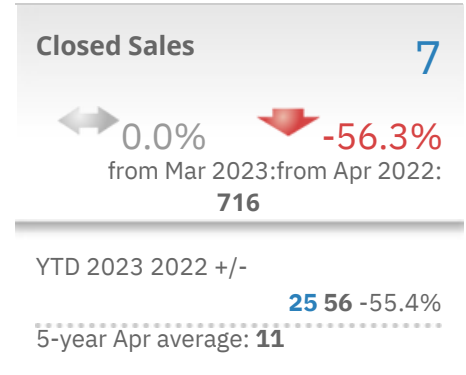 Closed Sales 7
0.0% -56.3%
from Mar 2023:from Apr 2022:
716
YTD 2023 2022 +/-
25 56 -55.4%
5-year Apr average: 11